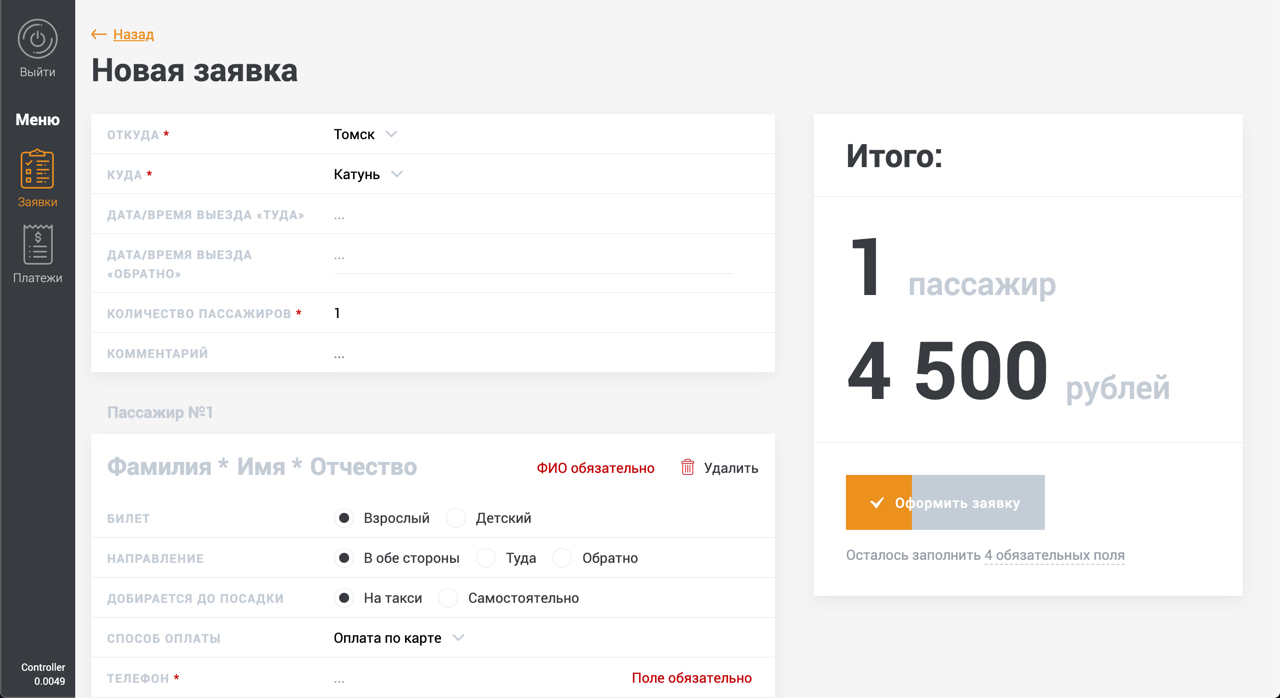 Выйти
Меню
Заявки
Платежи
Controller
0.0049
Назад
Новая заявка
ОТКУДА *
Томск
КУДА *
Катунь
ДАТА/ВРЕМЯ ВЫЕЗДА «ТУДА»
...
ДАТА/ВРЕМЯ ВЫЕЗДА
«ОБРАТНО»
...
КОЛИЧЕСТВО ПАССАЖИРОВ *
1
КОММЕНТАРИЙ
...
Пассажир №1
Фамилия * Имя * Отчество
ФИО обязательно
Удалить
БИЛЕТ
Взрослый
Детский
НАПРАВЛЕНИЕ
В обе стороны
Туда
Обратно
ДОБИРАЕТСЯ ДО ПОСАДКИ
На такси
Самостоятельно
СПОСОБ ОПЛАТЫ
Оплата по карте
ТЕЛЕФОН *
...
Поле обязательно
Итого:
1 пассажир
4 500 рублей
Оформить заявку
Осталось заполнить 4 обязательных поля